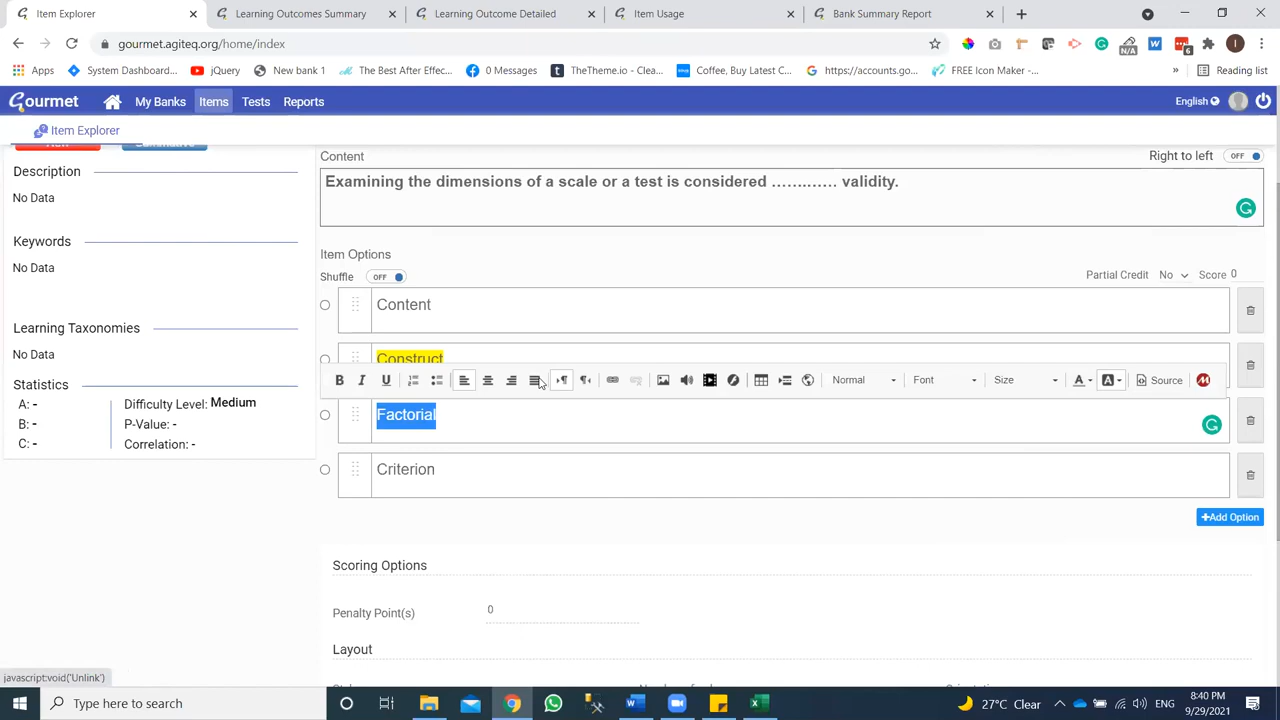 Item Explorer
Learning Outcomes Summary
Learning Outcome Detailed
Item Usage
Bank Summary Report
gourmet.agiteq.org/home/index
N/A
6
I
Apps
System Dashboard...
jQuery
New bank 1
The Best After Effec...
0 Messages
TheTheme.io - Clea...
Coffee, Buy Latest C...
https://accounts.go...
FREE Icon Maker -...
»
Reading list
Gourmet
My Banks
Items
Tests
Reports
English
Item Explorer
Description
No Data
Keywords
No Data
Learning Taxonomies
No Data
Statistics
A: -
Difficulty Level: Medium
B: -
P-Value: -
C: -
Correlation: -
Content
Right to left
OFF
Examining the dimensions of a scale or a test is considered ………… validity.
Item Options
Shuffle
OFF
Partial Credit
No
Score 0
Content
Construct
B
I
U
Normal
Font
Size
A
A
Source
Factorial
Criterion
+Add Option
Scoring Options
Penalty Point(s)
0
Layout
javascript:void('Unlink')
Type here to search
27°C Clear
ENG
8:40 PM
9/29/2021